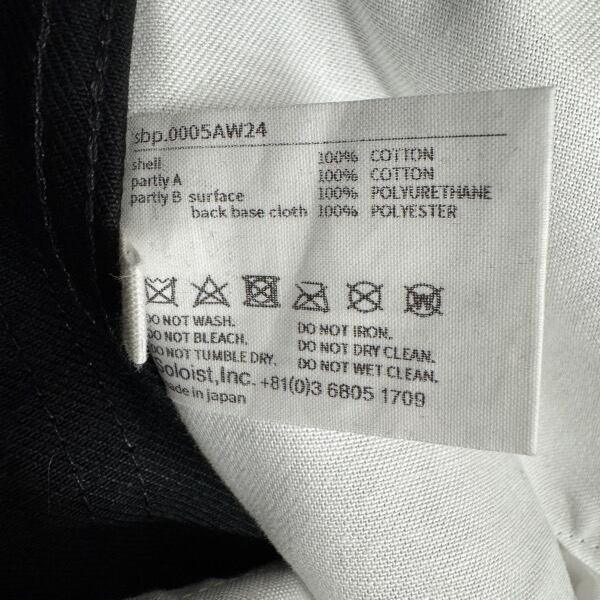 sbp.0005AW24
shell 100% COTTON
partly A 100% COTTON
partly B surface 100% POLYURETHANE
back base cloth 100% POLYESTER
W
DO NOT WASH. DO NOT IRON.
DO NOT BLEACH. DO NOT DRY CLEAN.
DO NOT TUMBLE DRY. DO NOT WET CLEAN.
Soloist,Inc. +81(0)3 6805 1709
made in japan